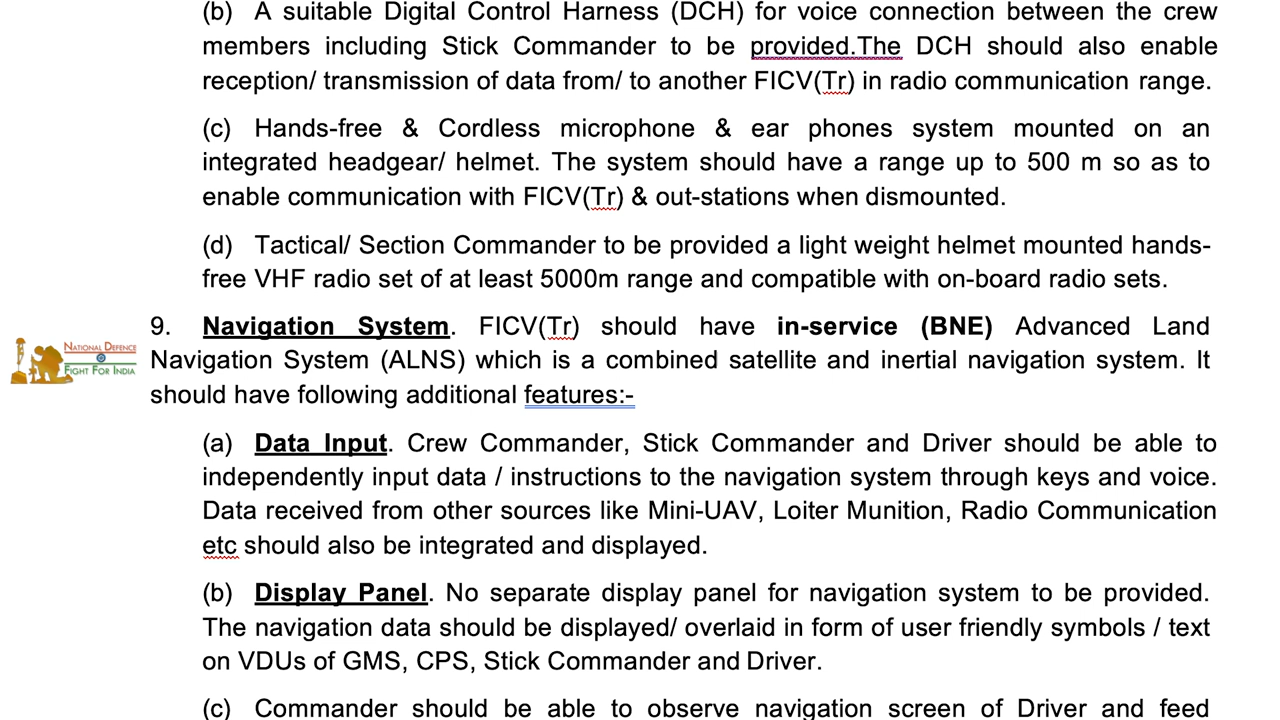 (b) A suitable Digital Control Harness (DCH) for voice connection between the crew
members including Stick Commander to be provided.The DCH should also enable
reception/ transmission of data from/ to another FICV(Tr) in radio communication range.
(c) Hands-free & Cordless microphone & ear phones system mounted on an
integrated headgear/ helmet. The system should have a range up to 500 m so as to
enable communication with FICV(Tr) & out-stations when dismounted.
(d) Tactical/ Section Commander to be provided a light weight helmet mounted hands-
free VHF radio set of at least 5000m range and compatible with on-board radio sets.
9. Navigation System. FICV(Tr) should have in-service (BNE) Advanced Land
Navigation System (ALNS) which is a combined satellite and inertial navigation system. It
should have following additional features:-
NATIONAL DEFENCE
FIGHT FOR INDIA
(a) Data Input. Crew Commander, Stick Commander and Driver should be able to
independently input data / instructions to the navigation system through keys and voice.
Data received from other sources like Mini-UAV, Loiter Munition, Radio Communication
etc should also be integrated and displayed.
(b) Display Panel. No separate display panel for navigation system to be provided.
The navigation data should be displayed/ overlaid in form of user friendly symbols / text
on VDUs of GMS, CPS, Stick Commander and Driver.
(c) Commander should be able to observe navigation screen of Driver and feed